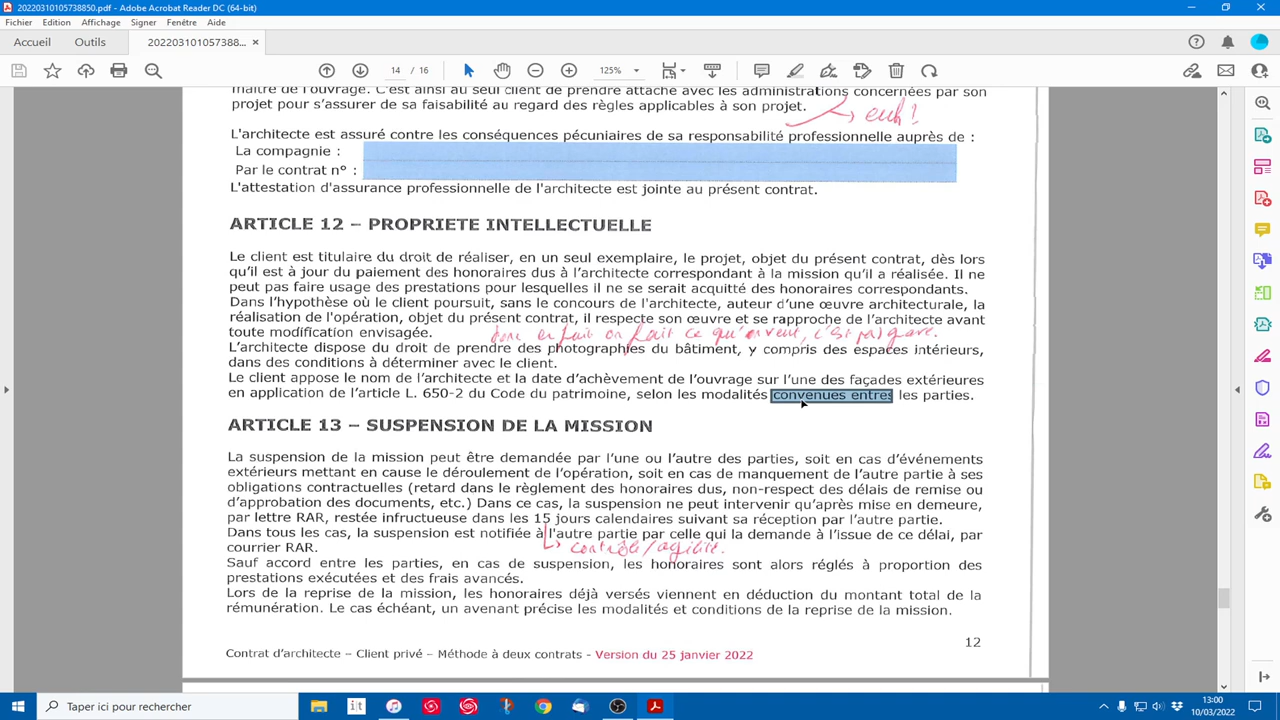 20220310105738850.pdf - Adobe Acrobat Reader DC (64-bit)
Fichier Edition Affichage Signer Fenêtre Aide
Accueil Outils 202203101057388... ×
14 / 16 125%
maître de l'ouvrage. C'est ainsi au seul client de prendre attache avec les administrations concernées par son
projet pour s'assurer de sa faisabilité au regard des règles applicables à son projet.
euh !
L'architecte est assuré contre les conséquences pécuniaires de sa responsabilité professionnelle auprès de :
La compagnie :
Par le contrat n° :
L'attestation d'assurance professionnelle de l'architecte est jointe au présent contrat.
ARTICLE 12 – PROPRIETE INTELLECTUELLE
Le client est titulaire du droit de réaliser, en un seul exemplaire, le projet, objet du présent contrat, dès lors
qu'il est à jour du paiement des honoraires dus à l'architecte correspondant à la mission qu'il a réalisée. Il ne
peut pas faire usage des prestations pour lesquelles il ne se serait acquitté des honoraires correspondants.
Dans l'hypothèse où le client poursuit, sans le concours de l'architecte, auteur d'une œuvre architecturale, la
réalisation de l'opération, objet du présent contrat, il respecte son œuvre et se rapproche de l'architecte avant
toute modification envisagée.
donc en fait on fait ce qu'on veut, c'est pas grave.
L'architecte dispose du droit de prendre des photographies du bâtiment, y compris des espaces intérieurs,
dans des conditions à déterminer avec le client.
Le client appose le nom de l'architecte et la date d'achèvement de l'ouvrage sur l'une des façades extérieures
en application de l'article L. 650-2 du Code du patrimoine, selon les modalités convenues entres les parties.
ARTICLE 13 – SUSPENSION DE LA MISSION
La suspension de la mission peut être demandée par l'une ou l'autre des parties, soit en cas d'événements
extérieurs mettant en cause le déroulement de l'opération, soit en cas de manquement de l'autre partie à ses
obligations contractuelles (retard dans le règlement des honoraires dus, non-respect des délais de remise ou
d'approbation des documents, etc.) Dans ce cas, la suspension ne peut intervenir qu'après mise en demeure,
par lettre RAR, restée infructueuse dans les 15 jours calendaires suivant sa réception par l'autre partie.
Dans tous les cas, la suspension est notifiée à l'autre partie par celle qui la demande à l'issue de ce délai, par
courrier RAR.
contrôle/agilité.
Sauf accord entre les parties, en cas de suspension, les honoraires sont alors réglés à proportion des
prestations exécutées et des frais avancés.
Lors de la reprise de la mission, les honoraires déjà versés viennent en déduction du montant total de la
rémunération. Le cas échéant, un avenant précise les modalités et conditions de la reprise de la mission.
12
Contrat d'architecte – Client privé – Méthode à deux contrats - Version du 25 janvier 2022
Taper ici pour rechercher
13:00
10/03/2022